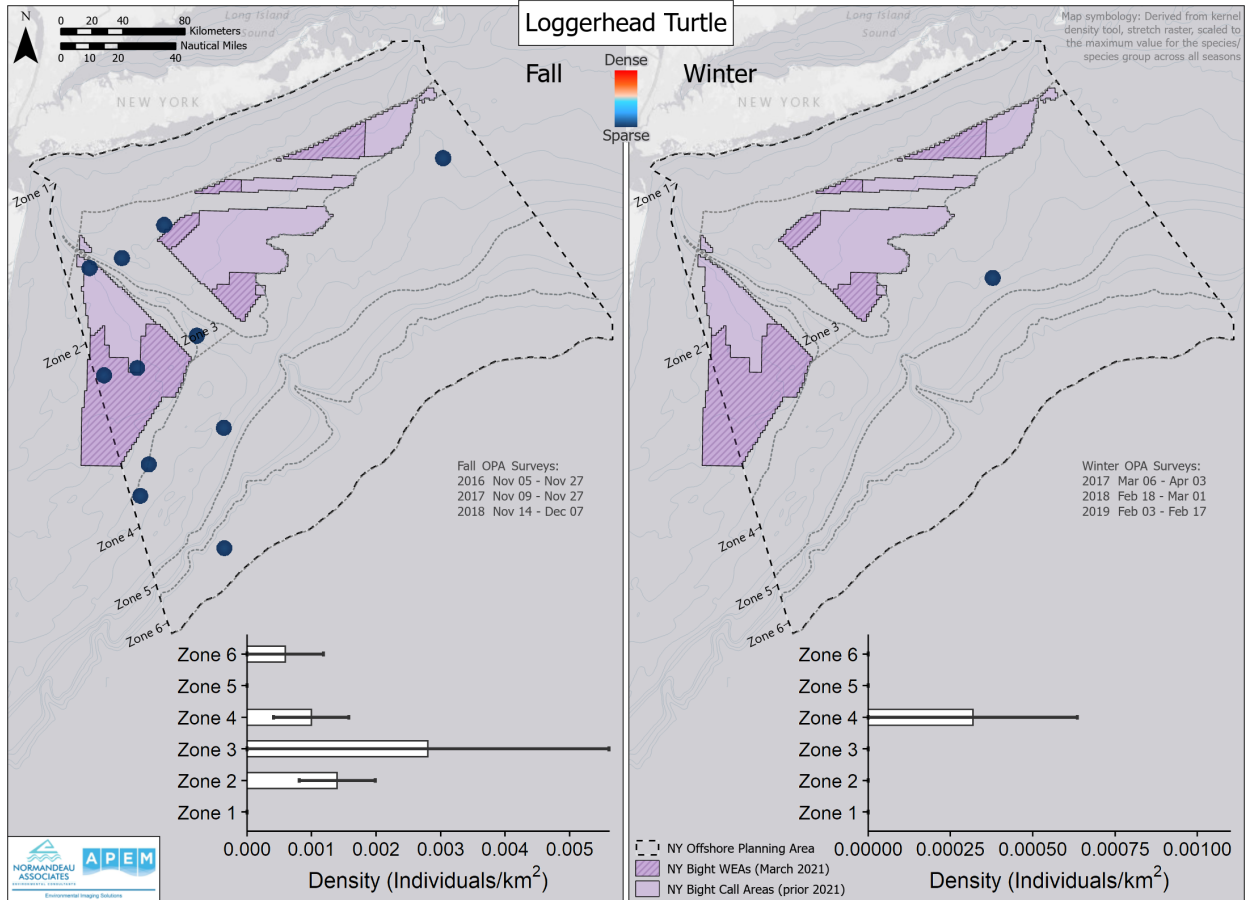 Loggerhead Turtle
N
0 20 40 80
Kilometers
Nautical Miles
0 10 20 40
Long Island
Sound
NEW YORK
Fall
Dense
Sparse
Winter
Long Island
Sound
NEW YORK
Map symbology: Derived from kernel
density tool, stretch raster, scaled to
the maximum value for the species/
species group across all seasons
Zone 1
Zone 2
Zone 3
Zone 4
Zone 5
Zone 6
Fall OPA Surveys:
2016 Nov 05 - Nov 27
2017 Nov 09 - Nov 27
2018 Nov 14 - Dec 07
Zone 1
Zone 2
Zone 3
Zone 4
Zone 5
Zone 6
Winter OPA Surveys:
2017 Mar 06 - Apr 03
2018 Feb 18 - Mar 01
2019 Feb 03 - Feb 17
Zone 6
Zone 5
Zone 4
Zone 3
Zone 2
Zone 1
0.000 0.001 0.002 0.003 0.004 0.005
Density (Individuals/km²)
Zone 6
Zone 5
Zone 4
Zone 3
Zone 2
Zone 1
0.00000 0.00025 0.00050 0.00075 0.00100
Density (Individuals/km²)
NORMANDEAU
ASSOCIATES
ENVIRONMENTAL CONSULTANTS
APEM
Environmental Imaging Solutions
NY Offshore Planning Area
NY Bight WEAs (March 2021)
NY Bight Call Areas (prior 2021)